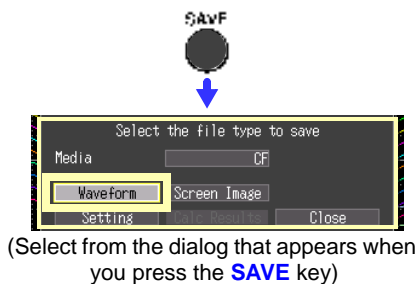 SAVE
Select the file type to save
Media CF
Waveform Screen Image
Setting Calc Results Close
(Select from the dialog that appears when
you press the SAVE key)